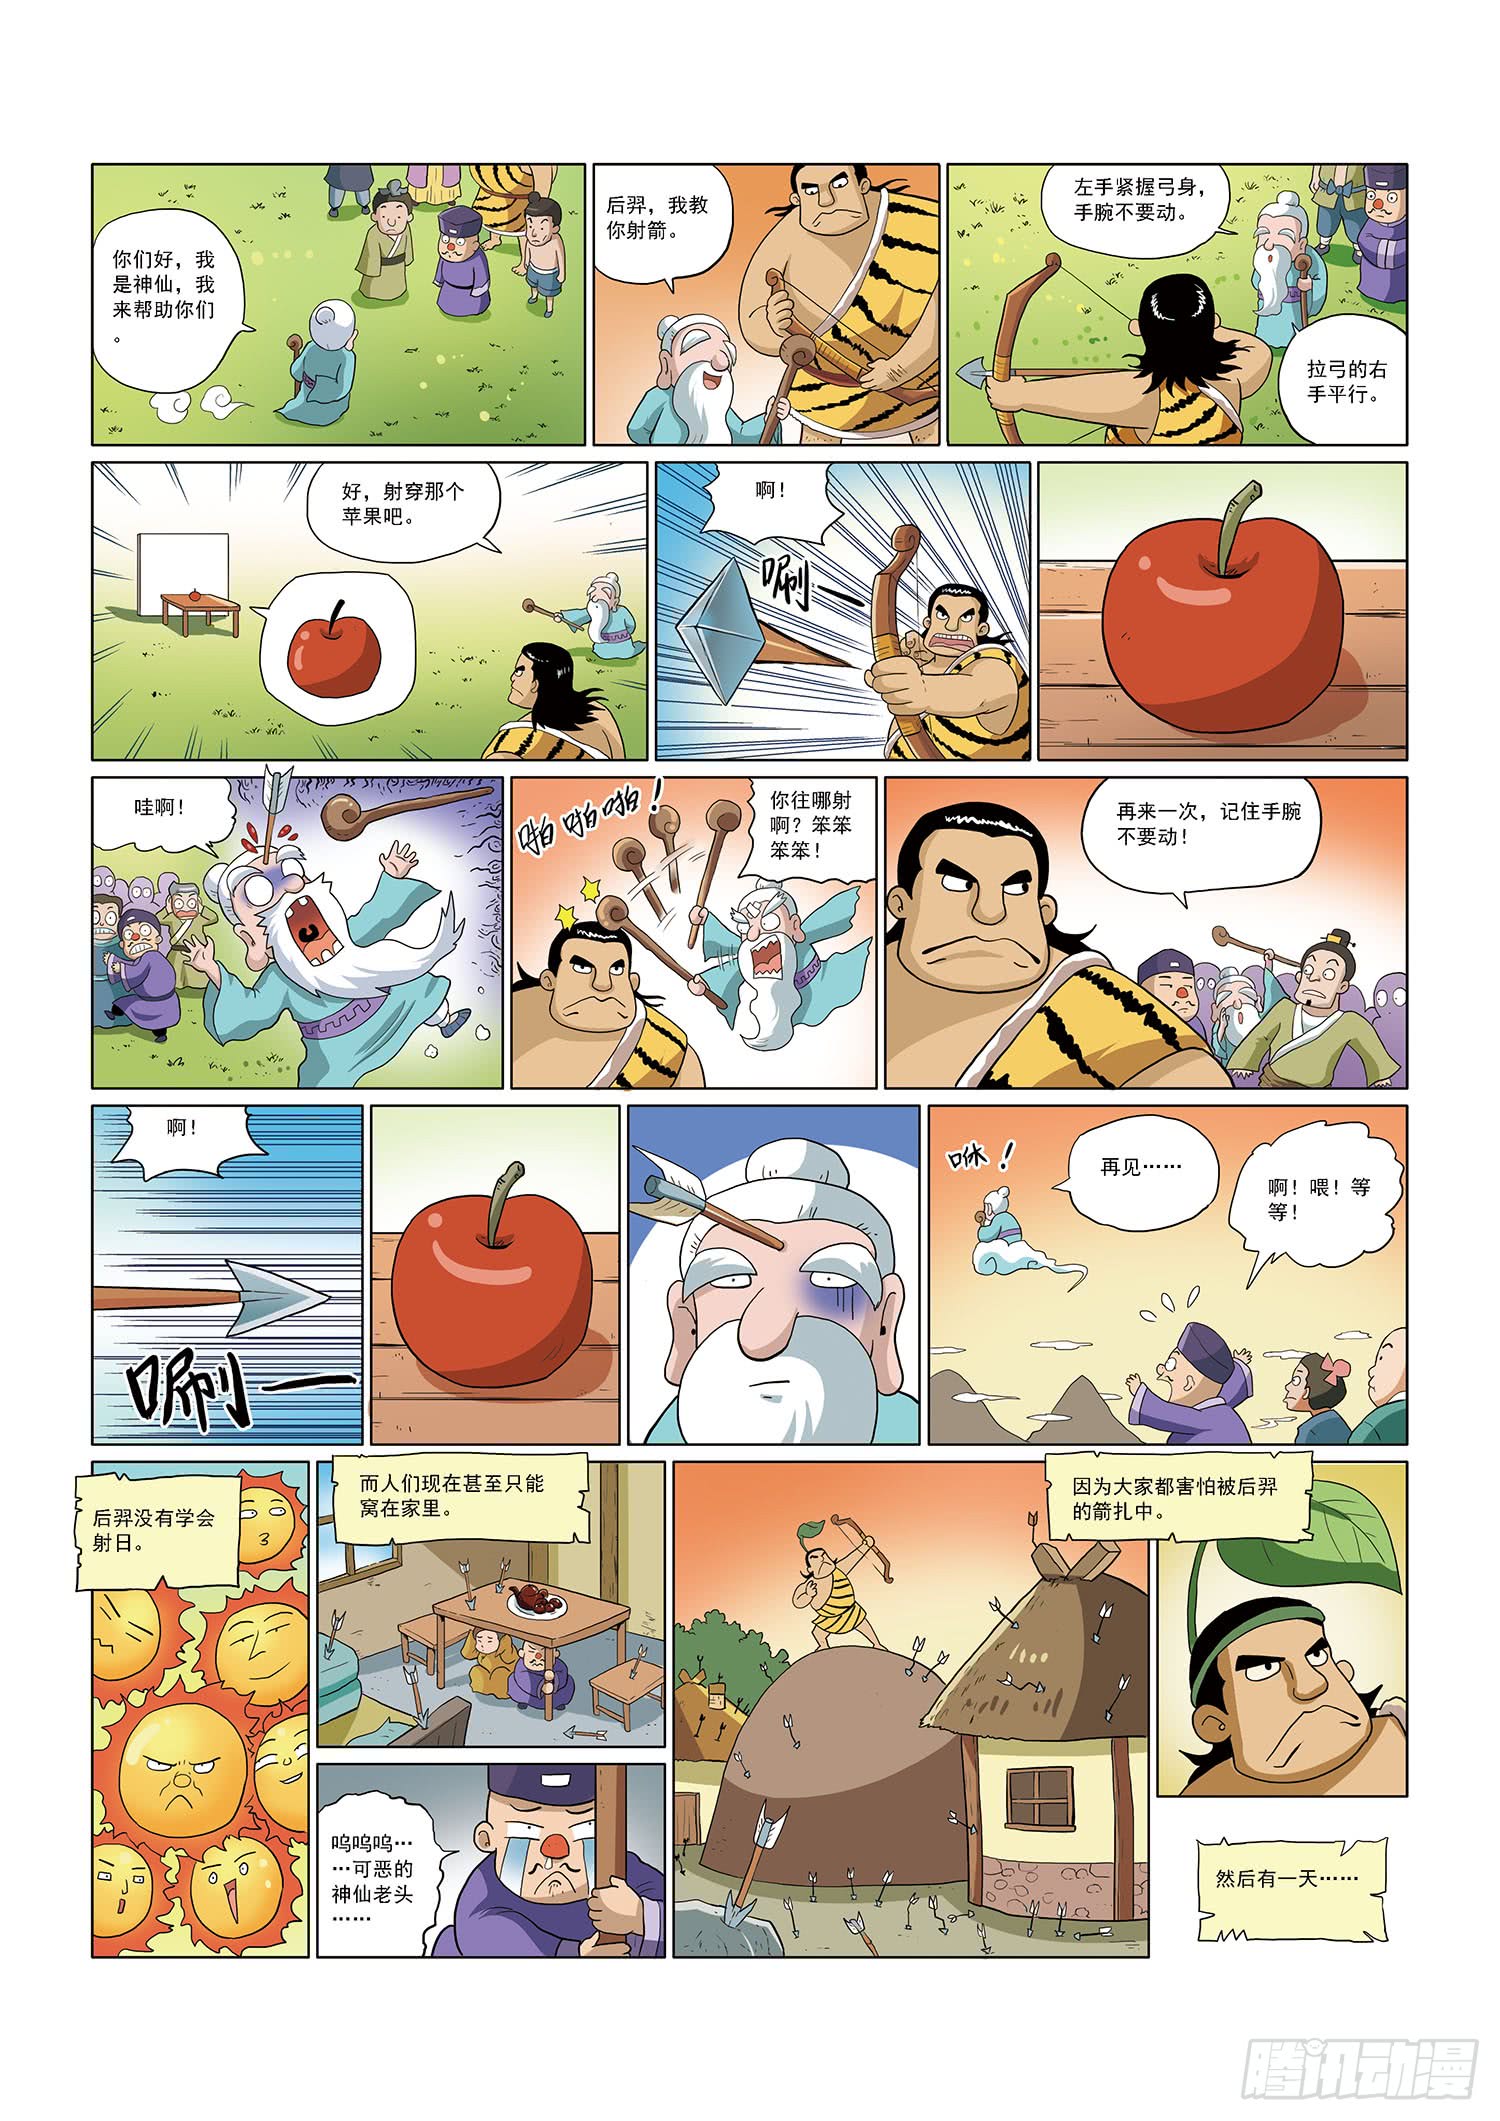 你们好，我
是神仙，我
来帮助你们
。
后羿，我教
你射箭。
左手紧握弓身，
手腕不要动。
拉弓的右
手平行。
好，射穿那个
苹果吧。
啊！
唰—
哇啊！
啪啪啪！
你往哪射
啊？笨笨
笨笨！
再来一次，记住手腕
不要动！
啊！
唰—
咻！
再见……
啊！喂！等
等！
后羿没有学会
射日。
而人们现在甚至只能
窝在家里。
呜呜呜…
…可恶的
神仙老头
……
因为大家都害怕被后羿
的箭扎中。
然后有一天……
腾讯动漫